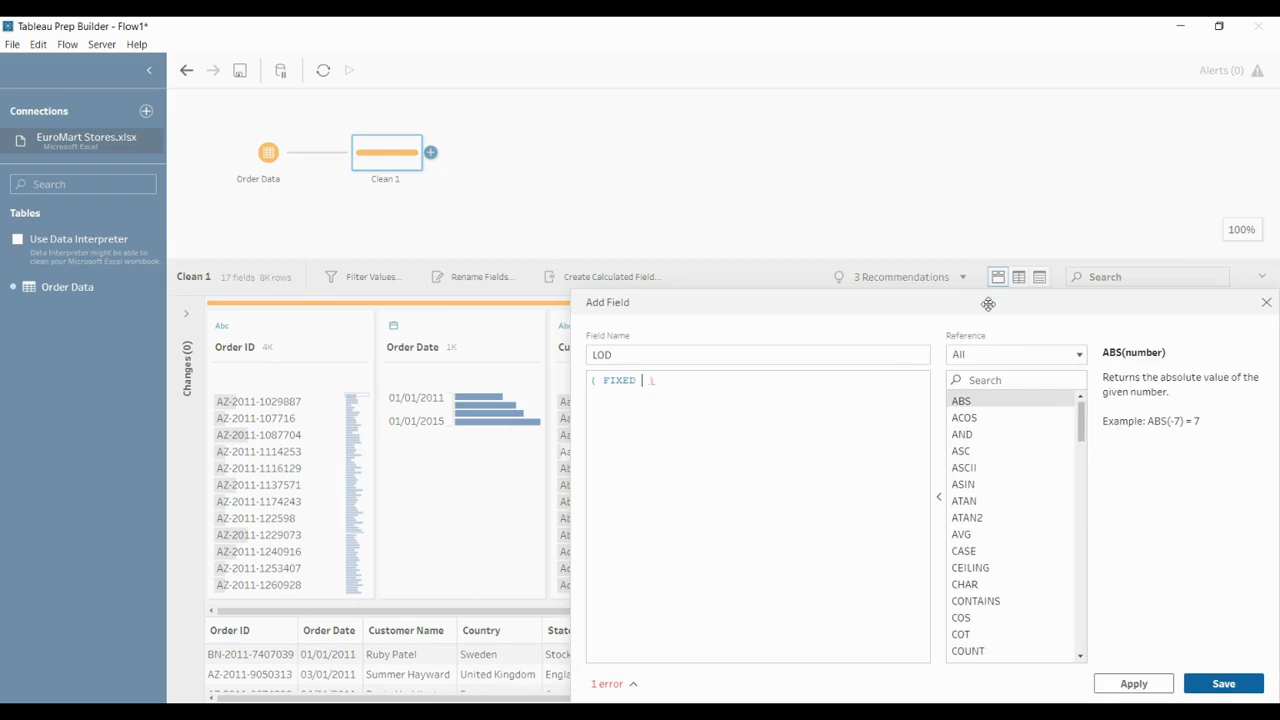 Tableau Prep Builder - Flow1*
File Edit Flow Server Help
Alerts (0)
Connections
EuroMart Stores.xlsx
Microsoft Excel
Search
Tables
Use Data Interpreter
Data Interpreter might be able to
clean your Microsoft Excel workbook.
Order Data
Order Data
Clean 1
100%
Clean 1 17 fields 8K rows Filter Values... Rename Fields... Create Calculated Field... 3 Recommendations Search
Changes (0)
Abc
Order ID 4K
AZ-2011-1029887
AZ-2011-107716
AZ-2011-1087704
AZ-2011-1114253
AZ-2011-1116129
AZ-2011-1137571
AZ-2011-1174243
AZ-2011-122598
AZ-2011-1229073
AZ-2011-1240916
AZ-2011-1253407
AZ-2011-1260928
Order Date 1K
01/01/2011
01/01/2015
Abc
Cu
Order ID Order Date Customer Name Country State
BN-2011-7407039 01/01/2011 Ruby Patel Sweden Stock
AZ-2011-9050313 03/01/2011 Summer Hayward United Kingdom Engla
Add Field
Field Name
LOD
{ FIXED }
1 error
Reference
All
Search
ABS
ACOS
AND
ASC
ASCII
ASIN
ATAN
ATAN2
AVG
CASE
CEILING
CHAR
CONTAINS
COS
COT
COUNT
ABS(number)
Returns the absolute value of the
given number.
Example: ABS(-7) = 7
Apply Save